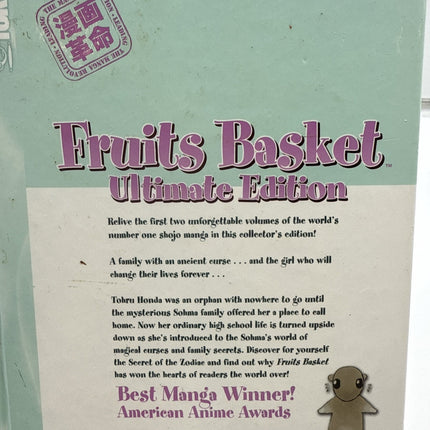 漫画
革命
LEADING THE MANGA REVOLUTION
Fruits Basket™
Ultimate Edition
Relive the first two unforgettable volumes of the world's
number one shojo manga in this collector's edition!
A family with an ancient curse . . . and the girl who will
change their lives forever . . .
Tohru Honda was an orphan with nowhere to go until
the mysterious Sohma family offered her a place to call
home. Now her ordinary high school life is turned upside
down as she's introduced to the Sohma's world of
magical curses and family secrets. Discover for yourself
the Secret of the Zodiac and find out why Fruits Basket
has won the hearts of readers the world over!
Best Manga Winner!
American Anime Awards